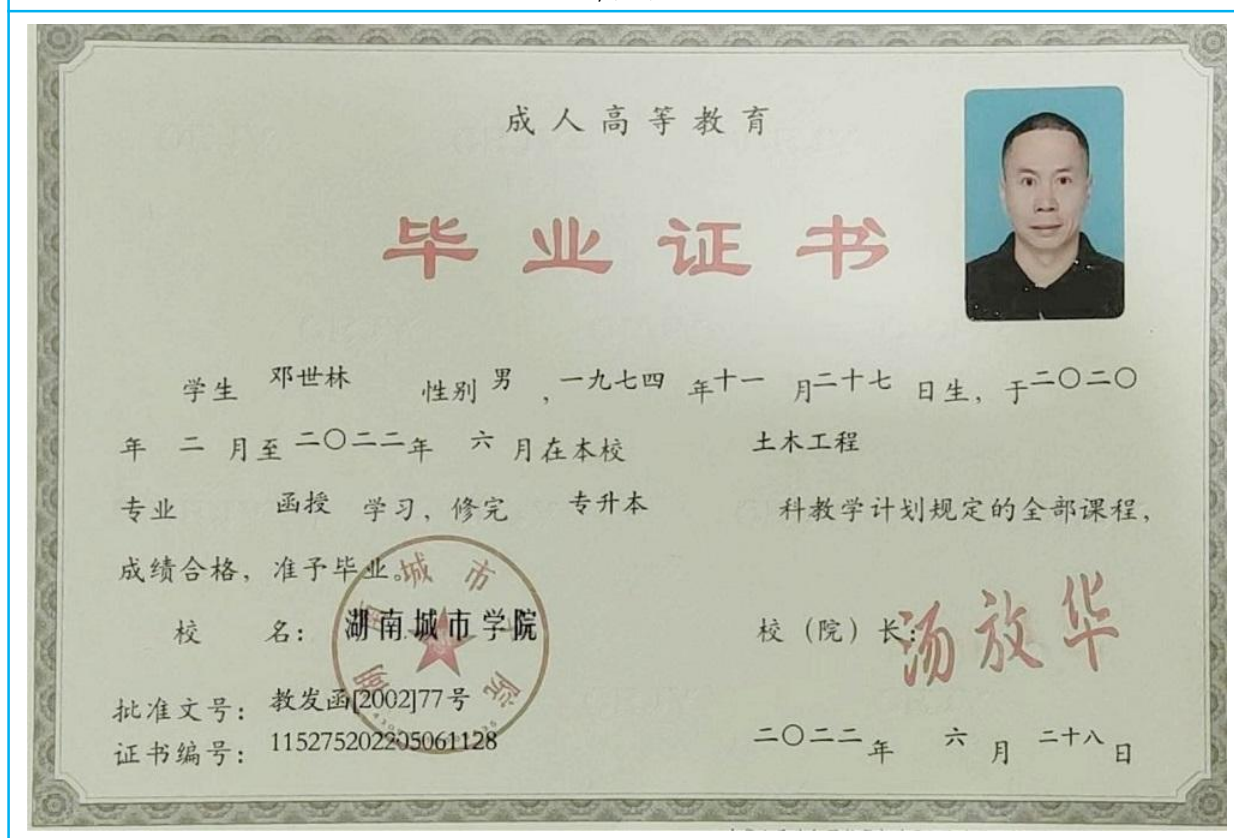 成人高等教育
毕业证书
学生 邓世林 性别 男 ,一九七四 年十一 月二十七 日生, 于二〇二〇
年 二 月至 二〇二二年 六 月在本校 土木工程
专业 函授 学习, 修完 专升本 科教学计划规定的全部课程,
成绩合格, 准予毕业。
校 名: 湖南城市学院 校（院）长: 汤放华
批准文号: 教发函[2002]77号
证书编号: 115275202205061128 二〇二二 年 六 月 二十八 日
湖南城市学院